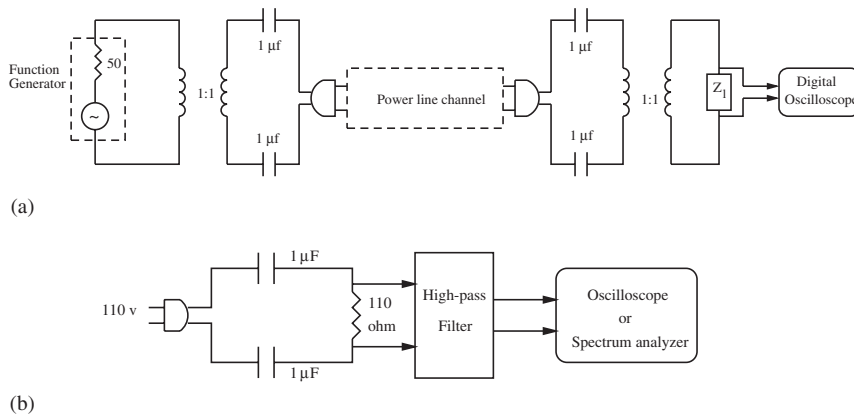 1 μf
1 μf
50
Function
Generator
~
1:1
Power line channel
1:1
Z1
Digital
Oscilloscope
1 μf
1 μf
(a)
1 μF
110 v
110
ohm
High-pass
Filter
Oscilloscope
or
Spectrum analyzer
1 μF
(b)